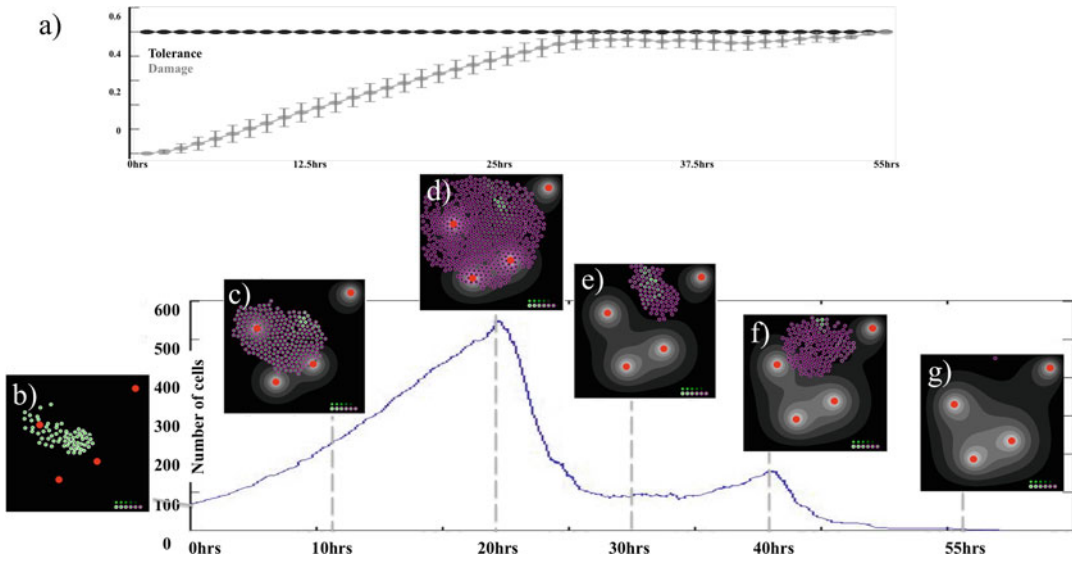 a)
0.6
0.4
0.2
0
Tolerance
Damage
0hrs 12.5hrs 25hrs 37.5hrs 55hrs
b)
c)
d)
e)
f)
g)
600
500
400
300
200
100
0
Number of cells
0hrs 10hrs 20hrs 30hrs 40hrs 55hrs